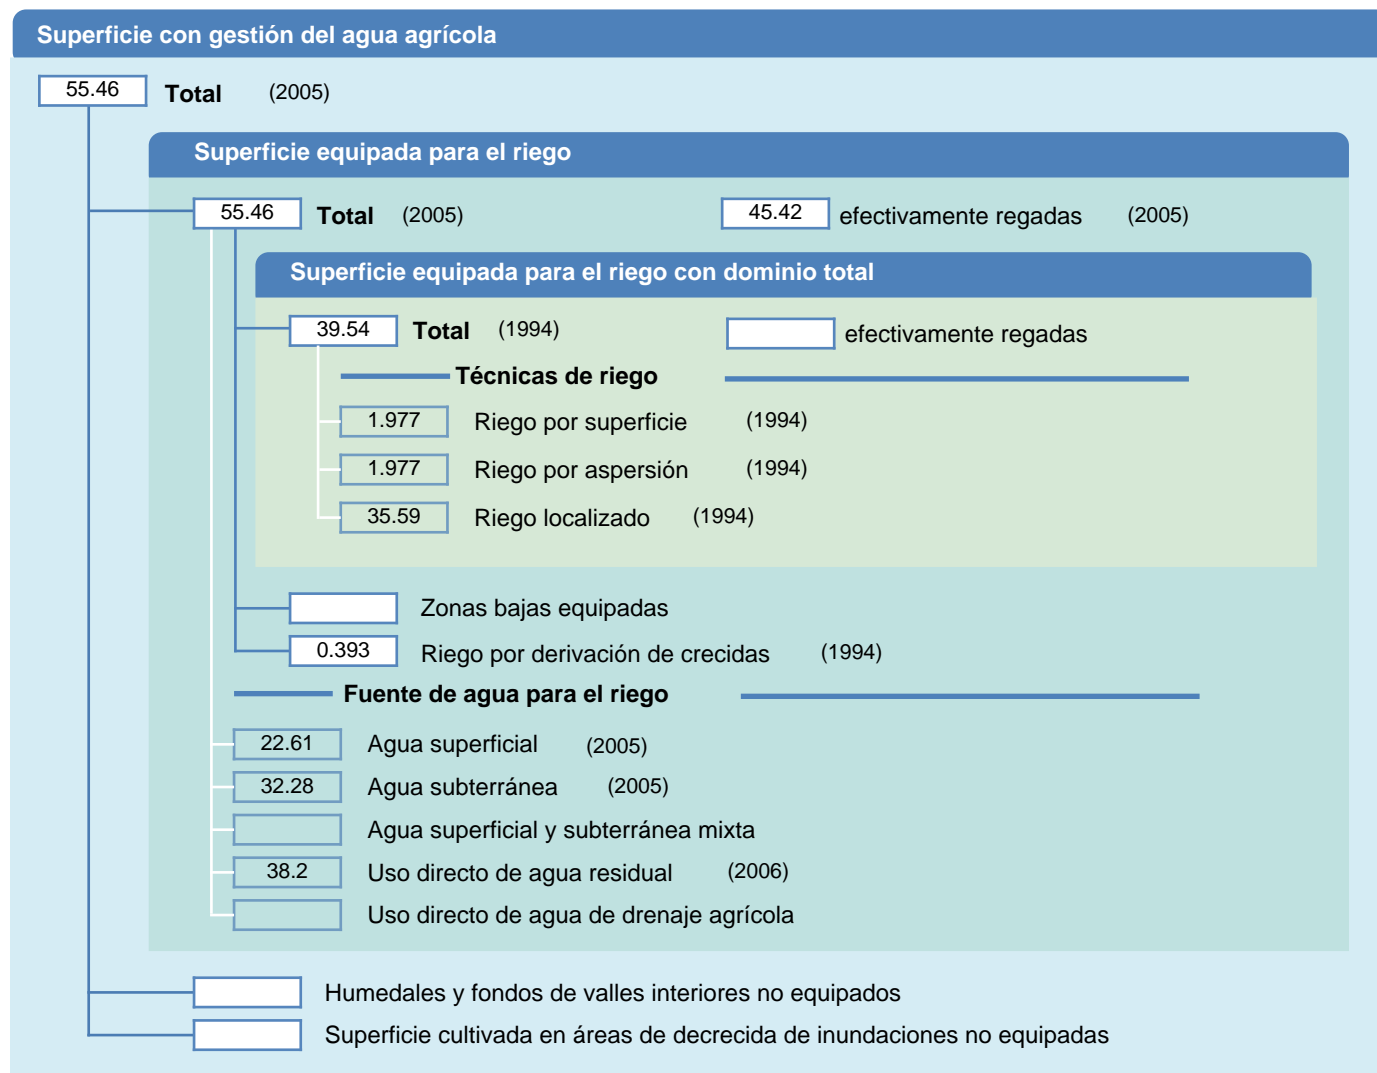 Superficie con gestión del agua agrícola
55.46 Total (2005)
Superficie equipada para el riego
55.46 Total (2005) 45.42 efectivamente regadas (2005)
Superficie equipada para el riego con dominio total
39.54 Total (1994) efectivamente regadas
Técnicas de riego
1.977 Riego por superficie (1994)
1.977 Riego por aspersión (1994)
35.59 Riego localizado (1994)
Zonas bajas equipadas
0.393 Riego por derivación de crecidas (1994)
Fuente de agua para el riego
22.61 Agua superficial (2005)
32.28 Agua subterránea (2005)
Agua superficial y subterránea mixta
38.2 Uso directo de agua residual (2006)
Uso directo de agua de drenaje agrícola
Humedales y fondos de valles interiores no equipados
Superficie cultivada en áreas de decrecida de inundaciones no equipadas